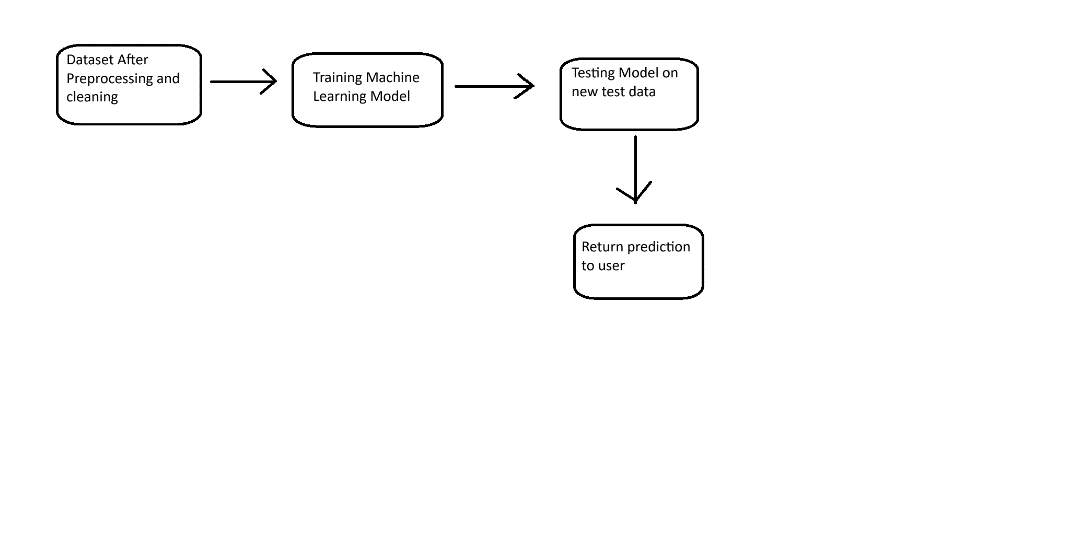 Dataset After
Preprocessing and
cleaning
Training Machine
Learning Model
Testing Model on
new test data
Return prediction
to user